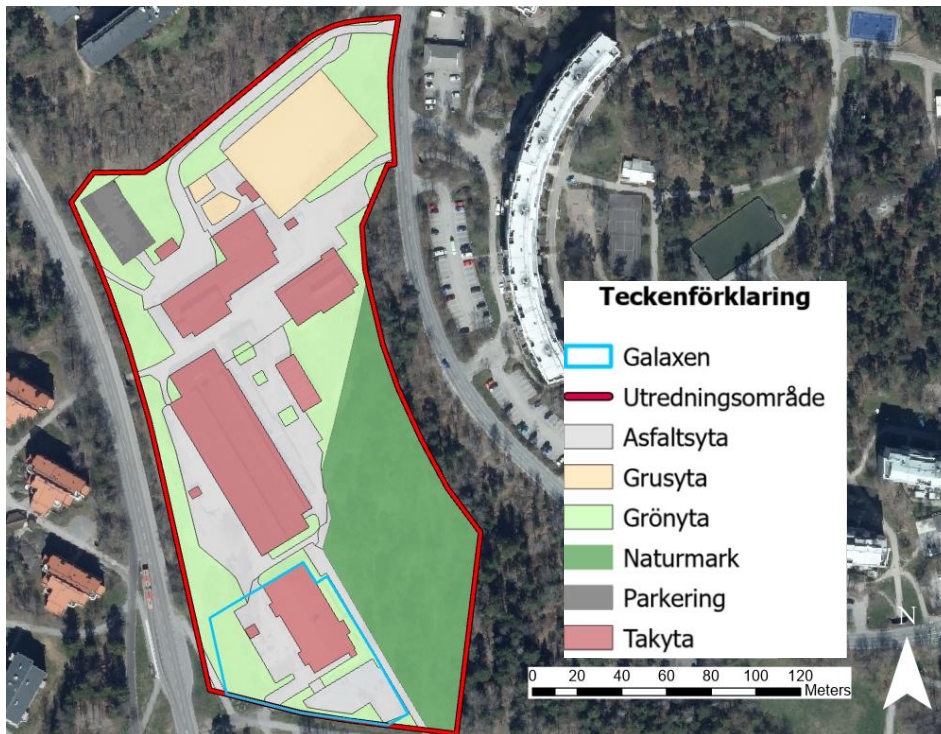 Teckenförklaring
Galaxen
Utredningsområde
Asfaltsyta
Grusyta
Grönyta
Naturmark
Parkering
Takyta
N
0 20 40 60 80 100 120
Meters